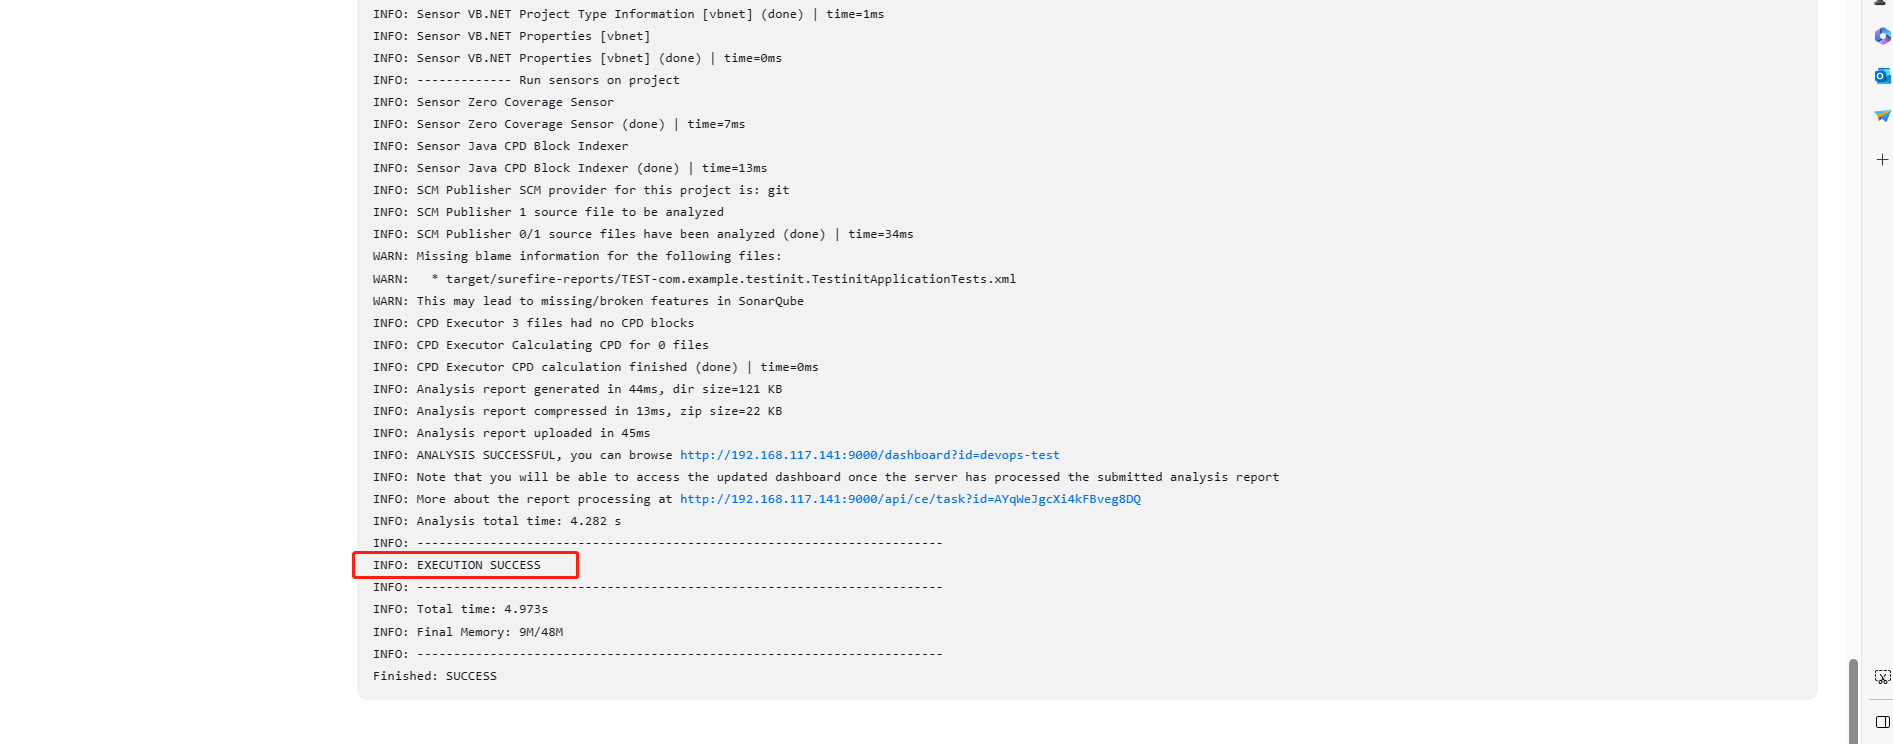 INFO: Sensor VB.NET Project Type Information [vbnet] (done) | time=1ms
INFO: Sensor VB.NET Properties [vbnet]
INFO: Sensor VB.NET Properties [vbnet] (done) | time=0ms
INFO: ------------- Run sensors on project
INFO: Sensor Zero Coverage Sensor
INFO: Sensor Zero Coverage Sensor (done) | time=7ms
INFO: Sensor Java CPD Block Indexer
INFO: Sensor Java CPD Block Indexer (done) | time=13ms
INFO: SCM Publisher SCM provider for this project is: git
INFO: SCM Publisher 1 source file to be analyzed
INFO: SCM Publisher 0/1 source files have been analyzed (done) | time=34ms
WARN: Missing blame information for the following files:
WARN:   * target/surefire-reports/TEST-com.example.testinit.TestinitApplicationTests.xml
WARN: This may lead to missing/broken features in SonarQube
INFO: CPD Executor 3 files had no CPD blocks
INFO: CPD Executor Calculating CPD for 0 files
INFO: CPD Executor CPD calculation finished (done) | time=0ms
INFO: Analysis report generated in 44ms, dir size=121 KB
INFO: Analysis report compressed in 13ms, zip size=22 KB
INFO: Analysis report uploaded in 45ms
INFO: ANALYSIS SUCCESSFUL, you can browse http://192.168.117.141:9000/dashboard?id=devops-test
INFO: Note that you will be able to access the updated dashboard once the server has processed the submitted analysis report
INFO: More about the report processing at http://192.168.117.141:9000/api/ce/task?id=AYqWeJgcXi4kFBveg8DQ
INFO: Analysis total time: 4.282 s
INFO: ------------------------------------------------------------------------
INFO: EXECUTION SUCCESS
INFO: ------------------------------------------------------------------------
INFO: Total time: 4.973s
INFO: Final Memory: 9M/48M
INFO: ------------------------------------------------------------------------
Finished: SUCCESS